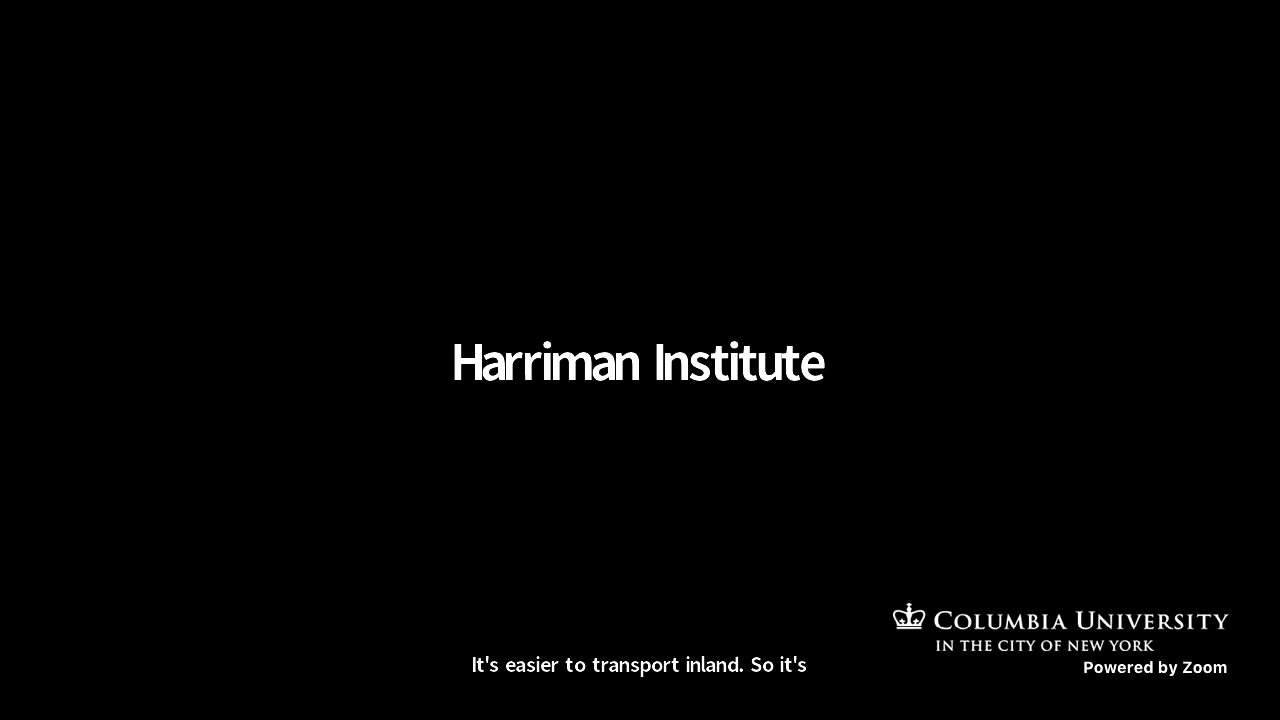 Harriman Institute
COLUMBIA UNIVERSITY
IN THE CITY OF NEW YORK
It's easier to transport inland. So it's
Powered by Zoom